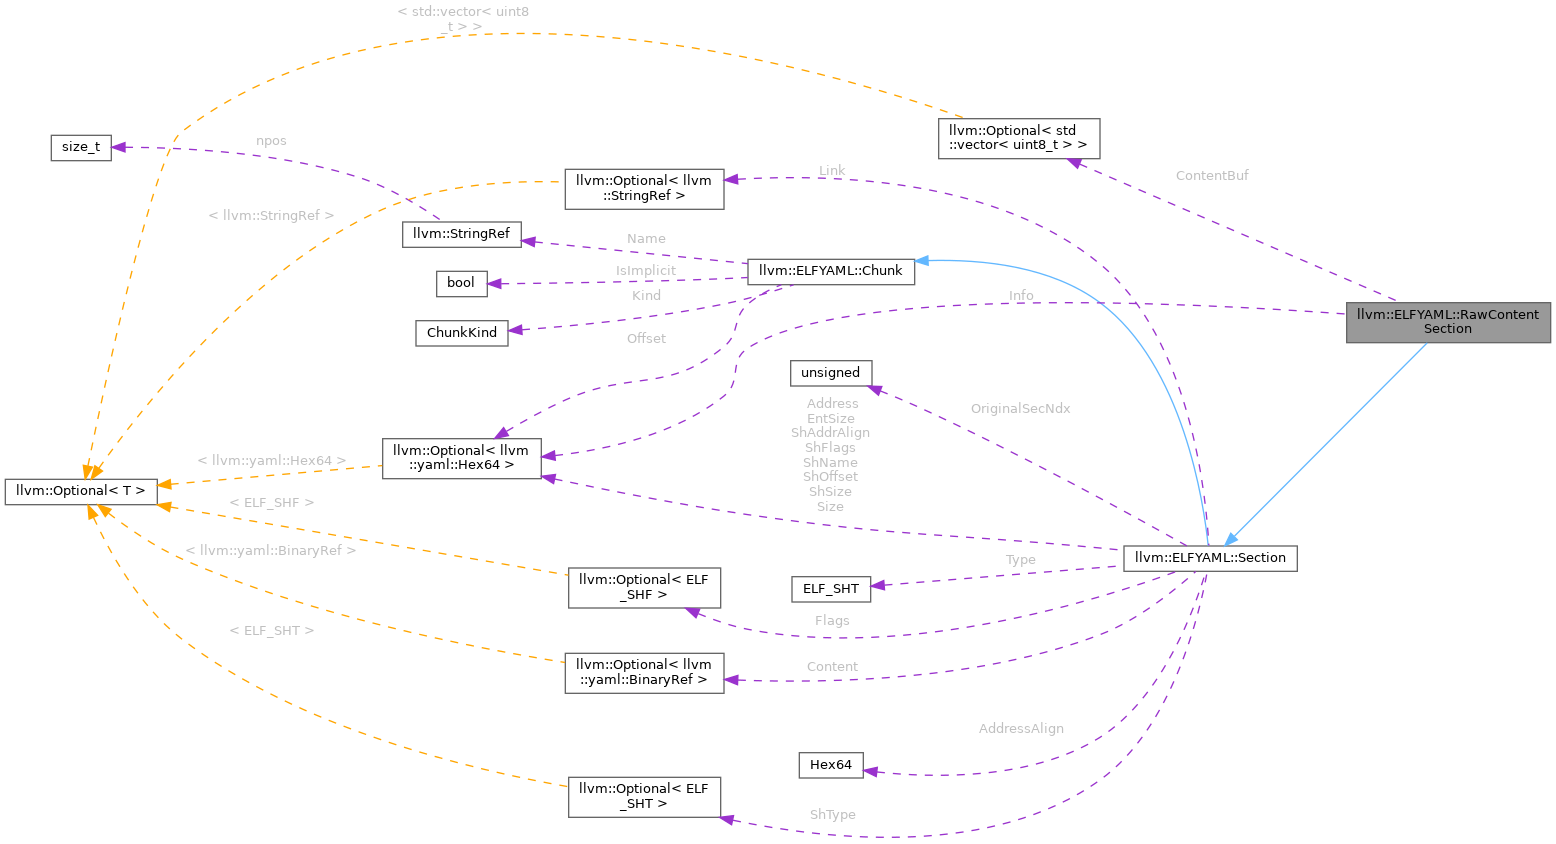 < std::vector< uint8
_t > >
llvm::Optional< std
::vector< uint8_t > >
size_t
npos
Link
ContentBuf
llvm::Optional< llvm
::StringRef >
< llvm::StringRef >
llvm::StringRef
Name
llvm::ELFYAML::Chunk
IsImplicit
bool
Kind
Info
llvm::ELFYAML::RawContent
Section
ChunkKind
Offset
unsigned
OriginalSecNdx
Address
EntSize
ShAddrAlign
ShFlags
ShName
ShOffset
ShSize
Size
llvm::Optional< llvm
::yaml::Hex64 >
< llvm::yaml::Hex64 >
llvm::Optional< T >
< ELF_SHF >
< llvm::yaml::BinaryRef >
llvm::ELFYAML::Section
Type
ELF_SHT
llvm::Optional< ELF
_SHF >
Flags
< ELF_SHT >
llvm::Optional< llvm
::yaml::BinaryRef >
Content
AddressAlign
Hex64
llvm::Optional< ELF
_SHT >
ShType